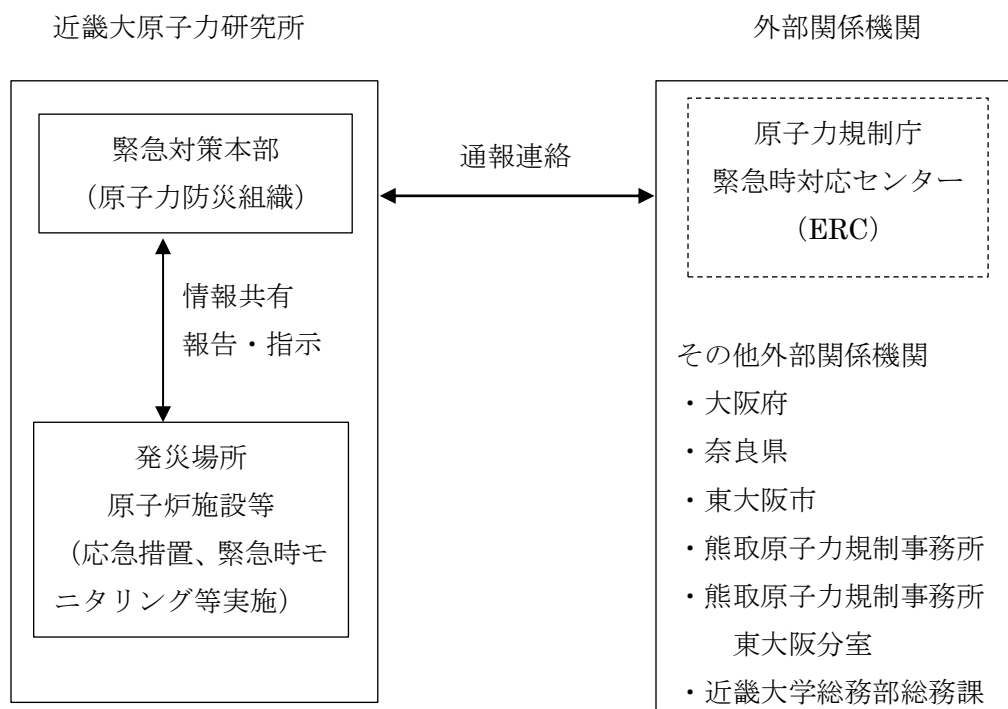 近畿大原子力研究所
外部関係機関
緊急対策本部
（原子力防災組織）
情報共有
報告・指示
発災場所
原子炉施設等
（応急措置、緊急時モ
ニタリング等実施）
通報連絡
原子力規制庁
緊急時対応センター
（ERC）
その他外部関係機関
・大阪府
・奈良県
・東大阪市
・熊取原子力規制事務所
・熊取原子力規制事務所
東大阪分室
・近畿大学総務部総務課